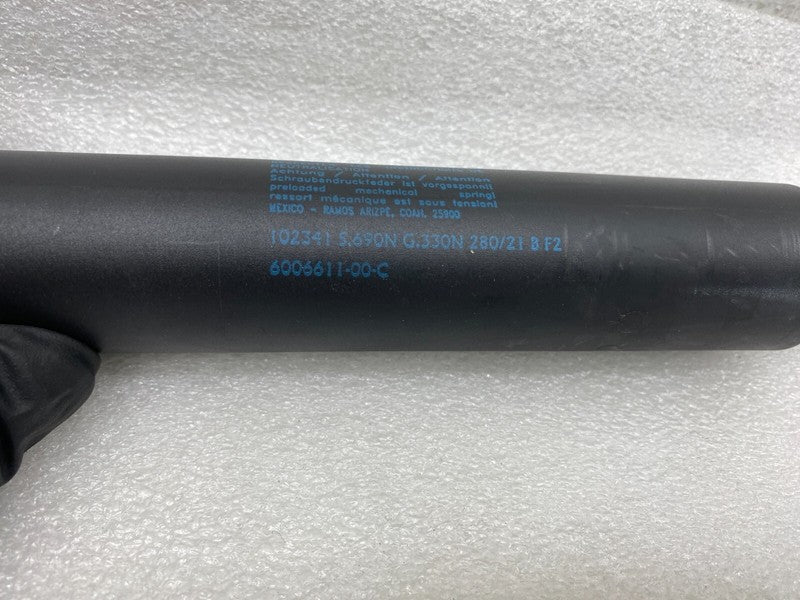 Achtung / Attention / Attention
Schraubendruckfeder ist vorgespannt!
preloaded mechanical spring!
ressort mécanique est sous tension!
MEXICO - RAMOS ARIZPE, COAH. 25900
102341 S.690N G.330N 280/21 B F2
6006611-00-C